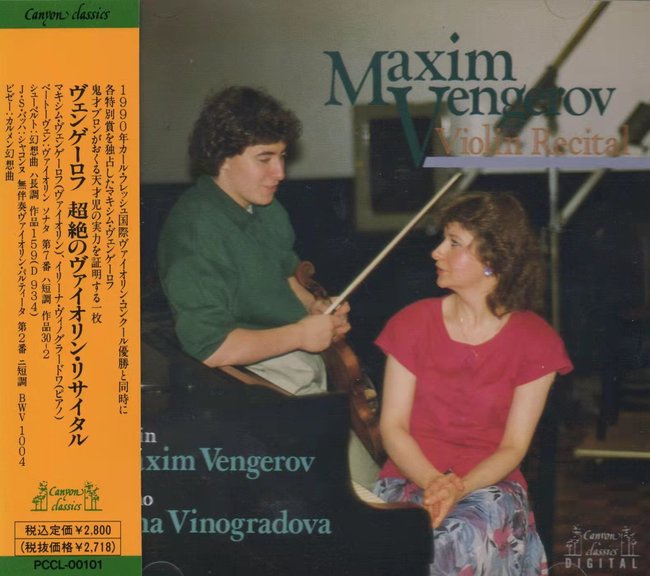 Canyon classics
1990年カール・フレッシュ国際ヴァイオリン・コンクール優勝と同時に
各特別賞を独占したマキシム・ヴェンゲーロフ
鬼才ブロンがおくる天才児の実力を証明する一枚
ヴェンゲーロフ 超絶のヴァイオリン・リサイタル
マキシム・ヴェンゲーロフ(ヴァイオリン)、イリーナ・ヴィノグラードワ(ピアノ)
ベートーヴェン:ヴァイオリン ソナタ 第7番 ハ短調 作品30-2
シューベルト:幻想曲 ハ長調 作品159(D 934)
J・S・バッハ:シャコンヌ 無伴奏ヴァイオリン・パルティータ 第2番 ニ短調 BWV 1004
ビゼー:カルメン幻想曲
Canyon
classics
税込定価¥2,800
(税抜価格¥2,718)
PCCL-00101
Maxim
Vengerov
Violin Recital
in
xim Vengerov
no
na Vinogradova
Canyon
classics
DIGITAL